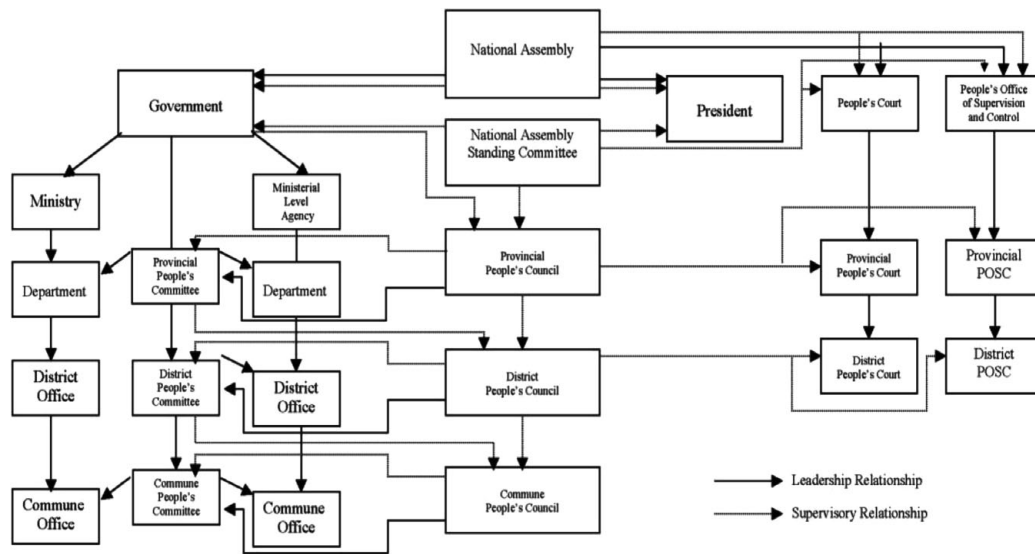 National Assembly
Government
President
People's Court
People's Office
of Supervision
and Control
National Assembly
Standing Committee
Ministry
Ministerial
Level
Agency
Department
Provincial
People's
Committee
Department
Provincial
People's Council
Provincial
People's Court
Provincial
POSC
District
Office
District
People's
Committee
District
Office
District
People's Council
District
People's Court
District
POSC
Commune
Office
Commune
People's
Committee
Commune
Office
Commune
People's Council
Leadership Relationship
Supervisory Relationship